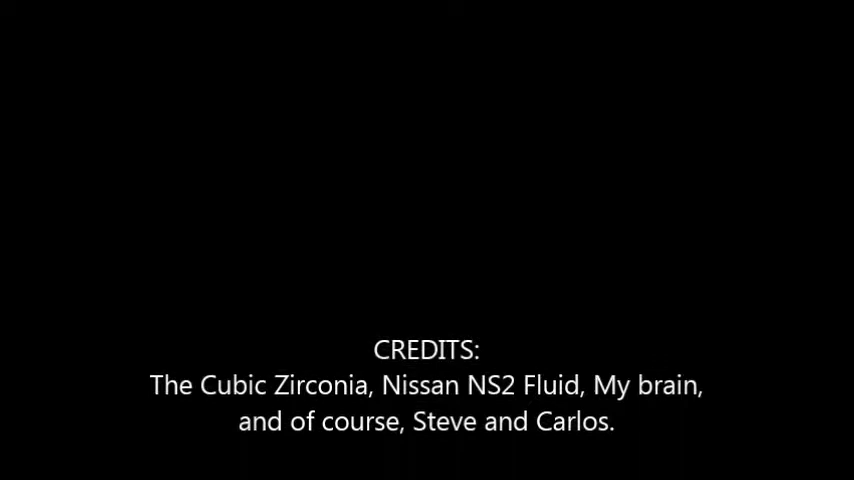 CREDITS:
The Cubic Zirconia, Nissan NS2 Fluid, My brain,
and of course, Steve and Carlos.